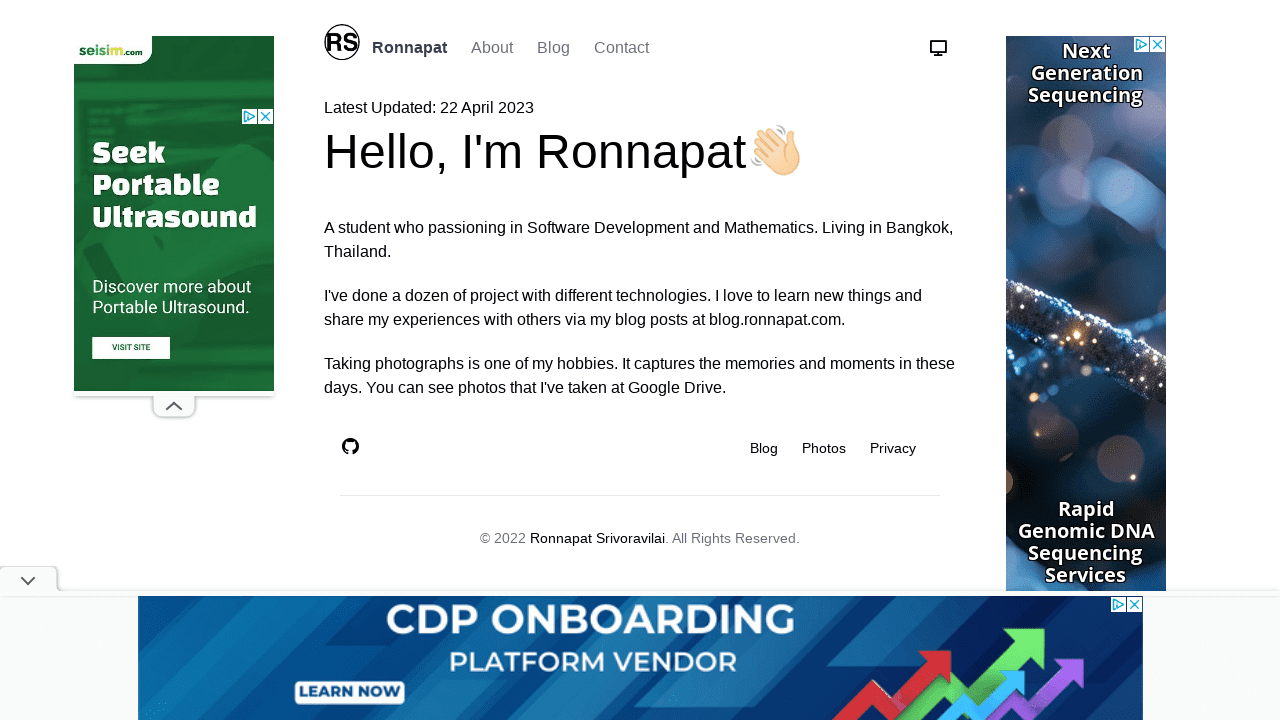 RS
Ronnapat
About
Blog
Contact
Latest Updated: 22 April 2023
Hello, I'm Ronnapat
A student who passioning in Software Development and Mathematics. Living in Bangkok,
Thailand.
I've done a dozen of project with different technologies. I love to learn new things and
share my experiences with others via my blog posts at blog.ronnapat.com.
Taking photographs is one of my hobbies. It captures the memories and moments in these
days. You can see photos that I've taken at Google Drive.
Blog
Photos
Privacy
© 2022 Ronnapat Srivoravilai. All Rights Reserved.
seisim.com
Seek
Portable
Ultrasound
Discover more about
Portable Ultrasound.
VISIT SITE
Next
Generation
Sequencing
Rapid
Genomic DNA
Sequencing
Services
CDP ONBOARDING
PLATFORM VENDOR
LEARN NOW